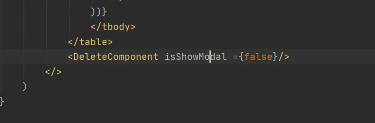 ))}
</tbody>
</table>
<DeleteComponent isShowModal ={false}/>
</>
)
}